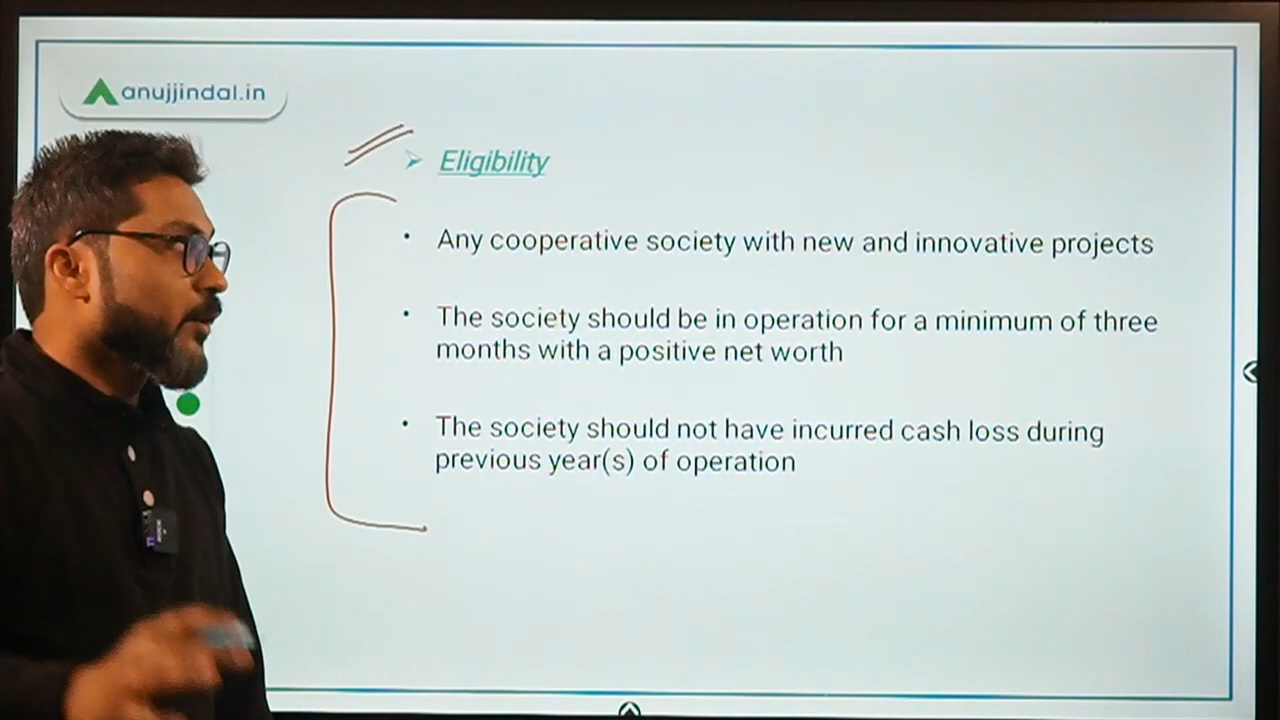 anujjindal.in
Eligibility
Any cooperative society with new and innovative projects
The society should be in operation for a minimum of three
months with a positive net worth
The society should not have incurred cash loss during
previous year(s) of operation